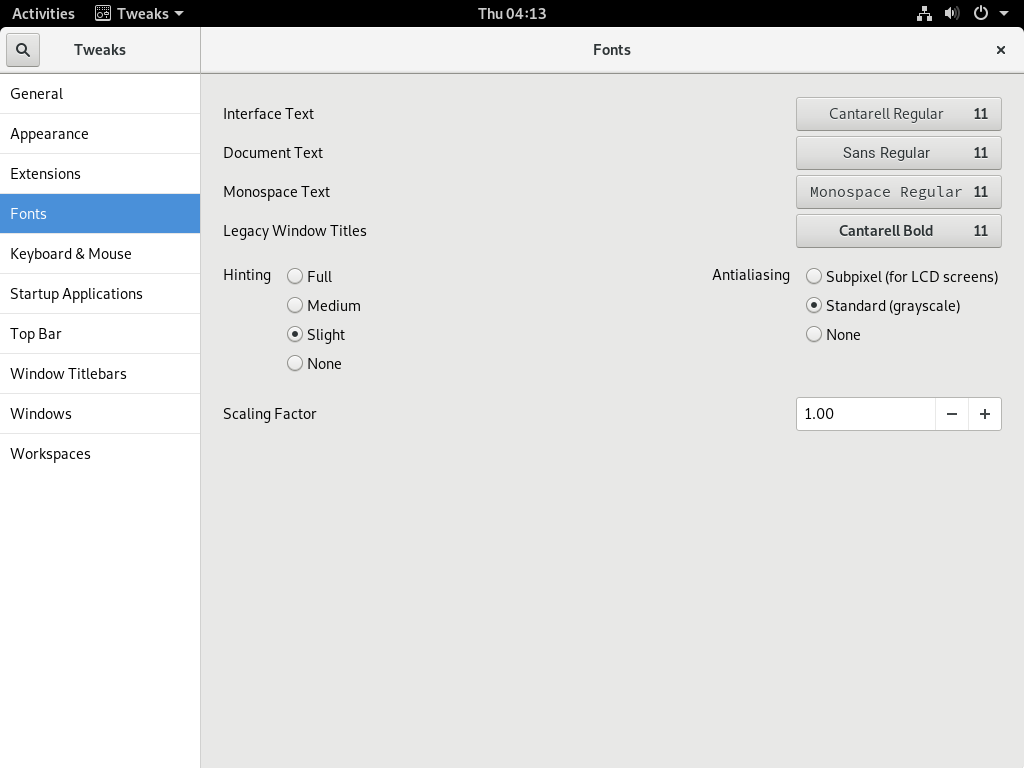 Activities Tweaks Thu 04:13
Tweaks Fonts
General
Appearance
Extensions
Fonts
Keyboard & Mouse
Startup Applications
Top Bar
Window Titlebars
Windows
Workspaces
Interface Text Cantarell Regular 11
Document Text Sans Regular 11
Monospace Text Monospace Regular 11
Legacy Window Titles Cantarell Bold 11
Hinting Full
Medium
Slight
None
Antialiasing Subpixel (for LCD screens)
Standard (grayscale)
None
Scaling Factor 1.00